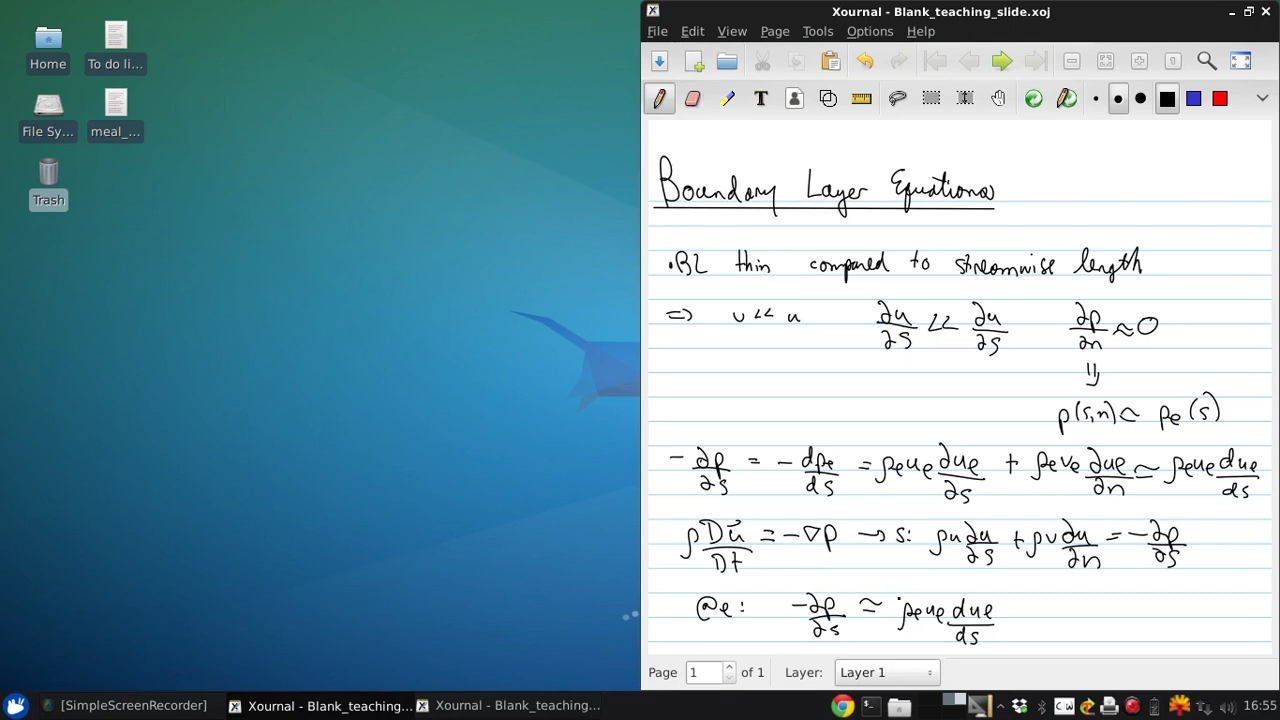 Xournal - Blank_teaching_slide.xoj
File Edit View Page Tools Options Help
Home
To do li...
File Sy...
meal_...
Trash
Boundary Layer Equations
• BL thin compared to streamwise length
⇒ v << u ∂u/∂s << ∂u/∂s ∂p/∂n ≈ 0
⇓
p(s,n) ≃ pe(s)
- ∂p/∂s = - dpe/ds = ρeue ∂ue/∂s + ρeve ∂ue/∂n ≃ ρeue due/ds
ρ Du⃗/Dt = -∇p → s: ρu ∂u/∂s + ρv ∂u/∂n = - ∂p/∂s
@e: - ∂p/∂s ≃ ρeue due/ds
Page 1 of 1 Layer: Layer 1
[SimpleScreenRecorder] Xournal - Blank_teaching_... Xournal - Blank_teaching_... 16:55